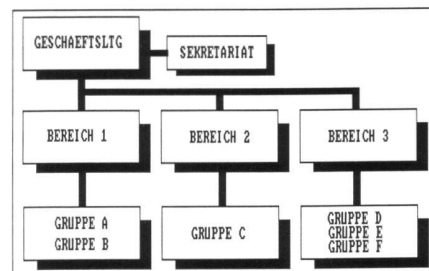 GESCHAEFTSLTG
SEKRETARIAT
BEREICH 1
BEREICH 2
BEREICH 3
GRUPPE A
GRUPPE B
GRUPPE C
GRUPPE D
GRUPPE E
GRUPPE F